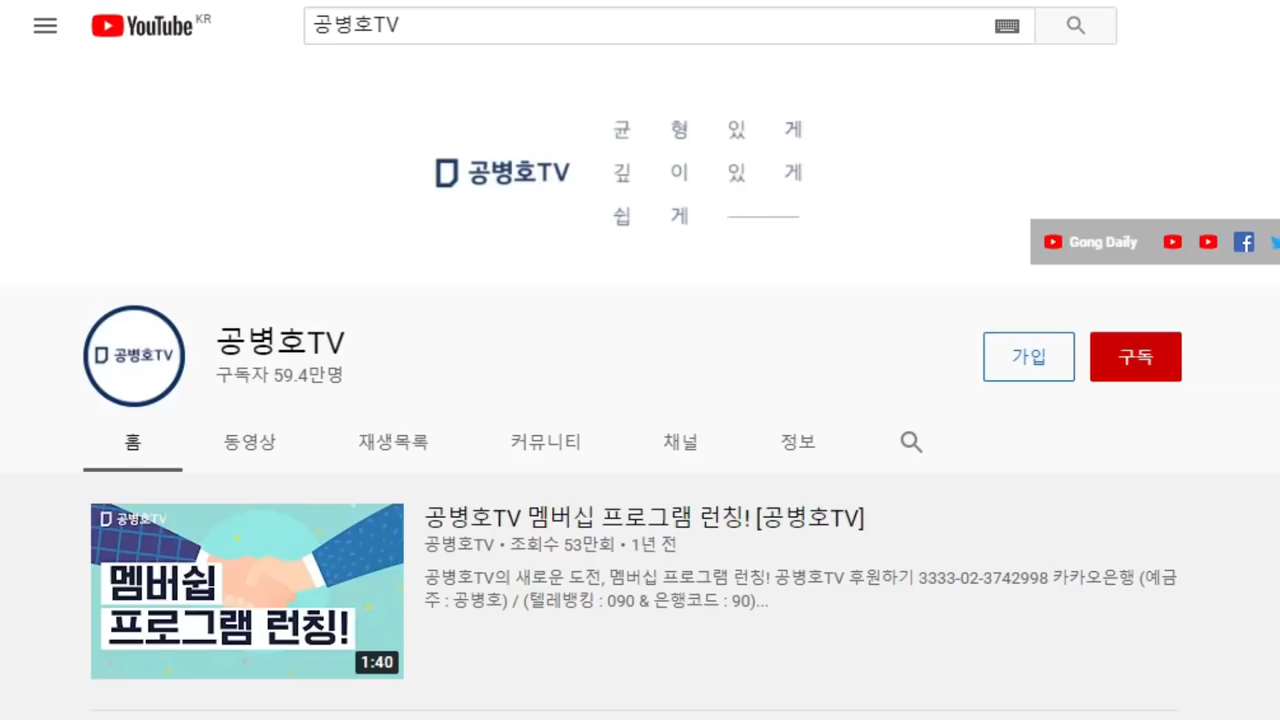 YouTube KR
공병호TV
공병호TV
균형있게
깊이있게
쉽게
Gong Daily
공병호TV
공병호TV
구독자 59.4만명
가입
구독
홈
동영상
재생목록
커뮤니티
채널
정보
공병호TV
멤버쉽
프로그램 런칭!
1:40
공병호TV 멤버십 프로그램 런칭! [공병호TV]
공병호TV • 조회수 53만회 • 1년 전
공병호TV의 새로운 도전, 멤버십 프로그램 런칭! 공병호TV 후원하기 3333-02-3742998 카카오은행 (예금
주 : 공병호) / (텔레뱅킹 : 090 & 은행코드 : 90)...